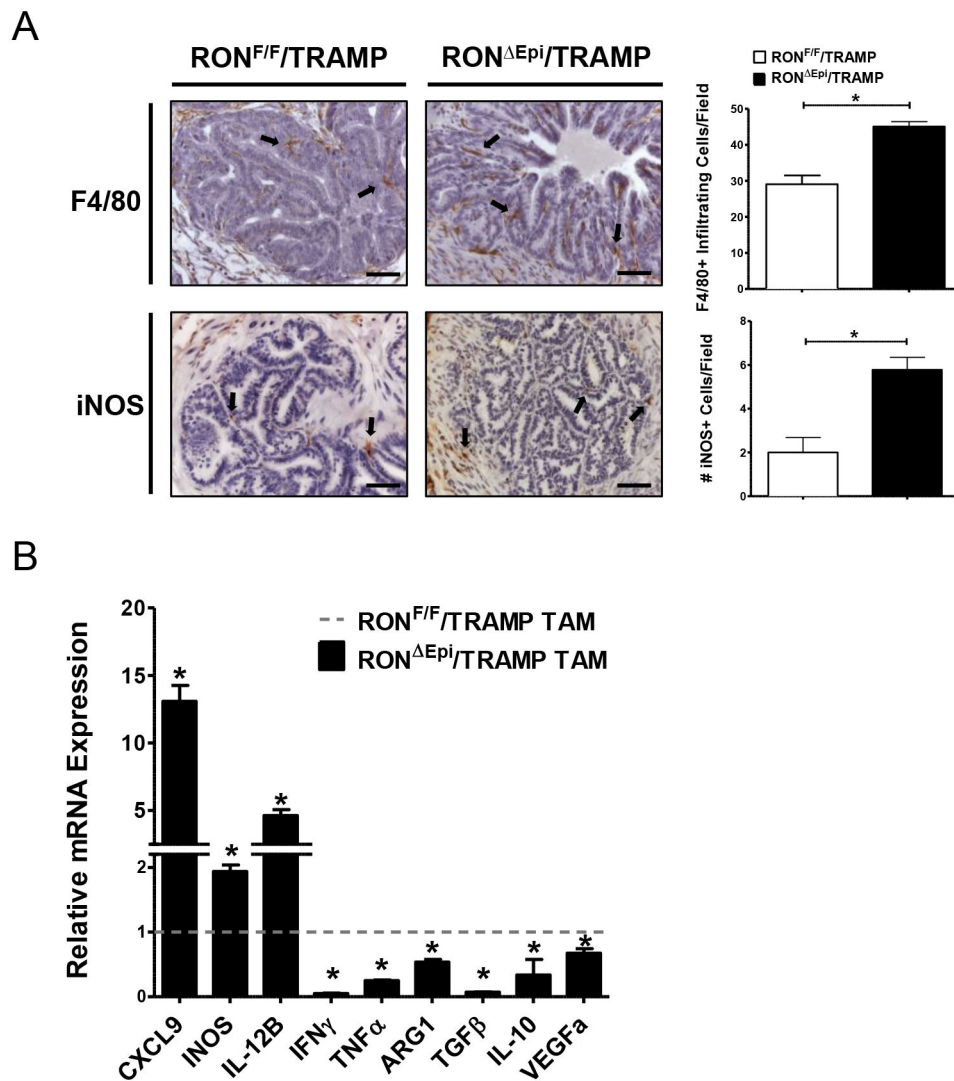 A
RON^F/F/TRAMP
RON^ΔEpi/TRAMP
F4/80
iNOS
RON^F/F/TRAMP
RON^ΔEpi/TRAMP
F4/80+ Infiltrating Cells/Field
50
40
30
20
10
0
*
# iNOS+ Cells/Field
8
6
4
2
0
*
B
Relative mRNA Expression
20
15
10
5
2
1
0
RON^F/F/TRAMP TAM
RON^ΔEpi/TRAMP TAM
* * * * * * * * *
CXCL9 INOS IL-12B IFNγ TNFα ARG1 TGFβ IL-10 VEGFa